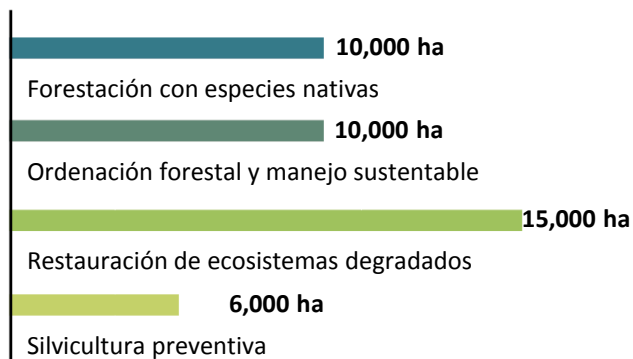 10,000 ha
Forestación con especies nativas
10,000 ha
Ordenación forestal y manejo sustentable
15,000 ha
Restauración de ecosistemas degradados
6,000 ha
Silvicultura preventiva